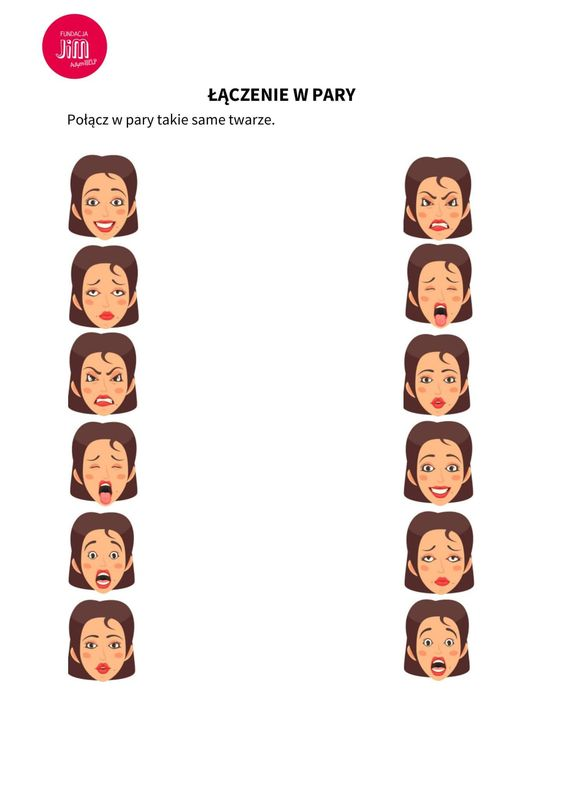 FUNDACJA
JiM
ŁĄCZENIE W PARY
Połącz w pary takie same twarze.